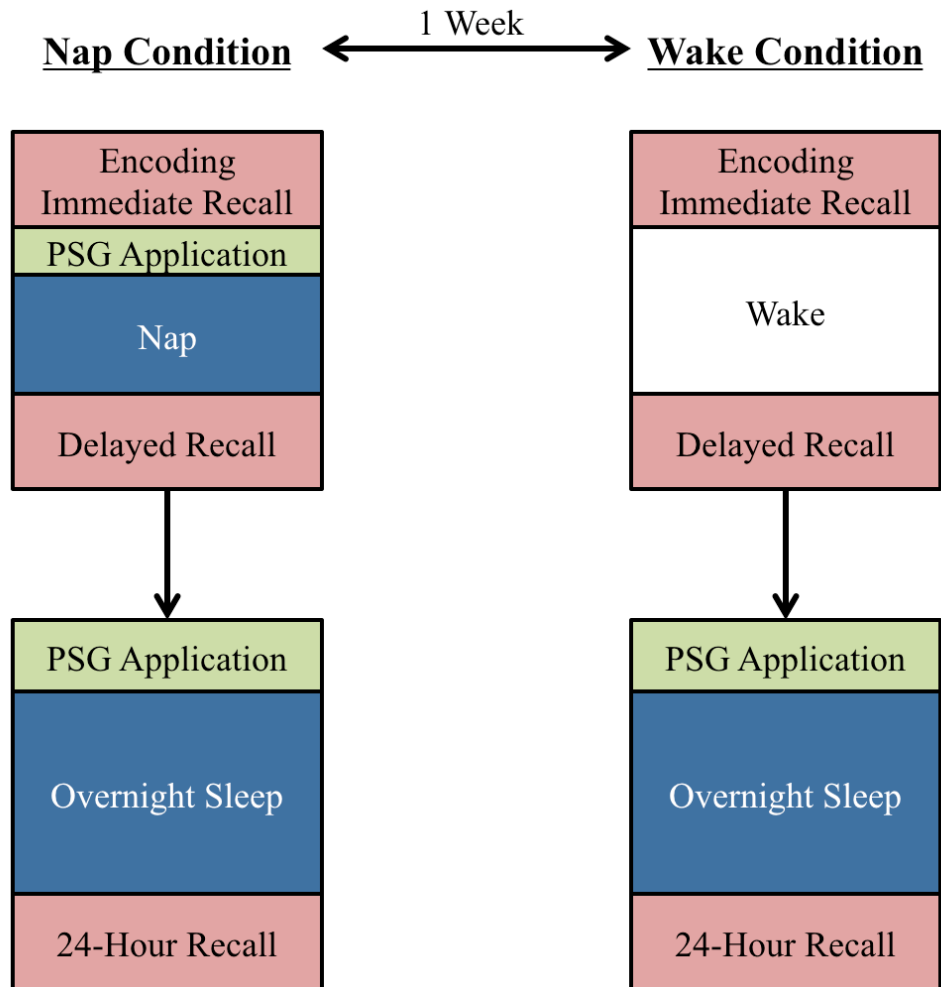 1 Week
Nap Condition
Wake Condition
Encoding
Immediate Recall
PSG Application
Nap
Delayed Recall
PSG Application
Overnight Sleep
24-Hour Recall
Encoding
Immediate Recall
Wake
Delayed Recall
PSG Application
Overnight Sleep
24-Hour Recall